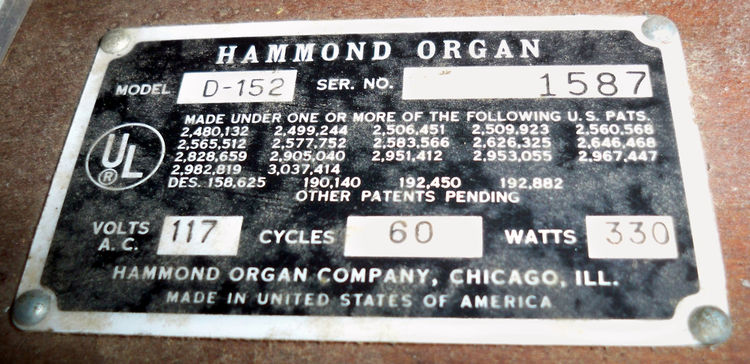 HAMMOND ORGAN
MODEL D-152 SER. NO. 1587
MADE UNDER ONE OR MORE OF THE FOLLOWING U.S. PATS.
2,480,132 2,499,244 2,506,451 2,509,923 2,560,568
2,565,512 2,577,752 2,583,566 2,626,325 2,646,468
2,828,659 2,905,040 2,951,412 2,953,055 2,967,447
2,982,819 3,037,414
DES. 158,625 190,140 192,450 192,882
OTHER PATENTS PENDING
UL
®
VOLTS A.C. 117 CYCLES 60 WATTS 330
HAMMOND ORGAN COMPANY, CHICAGO, ILL.
MADE IN UNITED STATES OF AMERICA